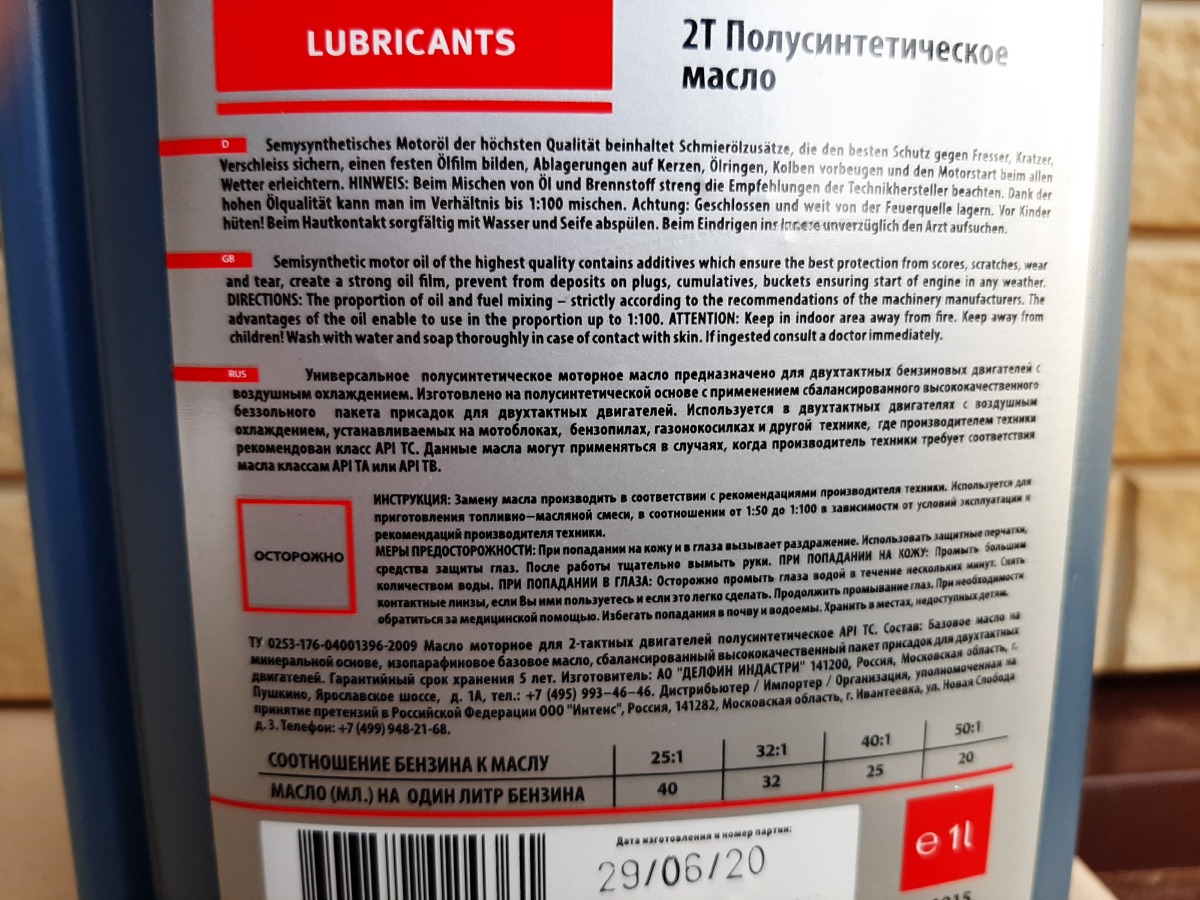 LUBRICANTS
2Т Полусинтетическое
масло
D Semysynthetisches Motoröl der höchsten Qualität beinhaltet Schmierölzusätze, die den besten Schutz gegen Fresser, Kratzer,
Verschleiss sichern, einen festen Ölfilm bilden, Ablagerungen auf Kerzen, Ölringen, Kolben vorbeugen und den Motorstart beim allen
Wetter erleichtern. HINWEIS: Beim Mischen von Öl und Brennstoff streng die Empfehlungen der Technikhersteller beachten. Dank der
hohen Ölqualität kann man im Verhältnis bis 1:100 mischen. Achtung: Geschlossen und weit von der Feuerquelle lagern. Vor Kinder
hüten! Beim Hautkontakt sorgfältig mit Wasser und Seife abspülen. Beim Eindrigen ins Innere unverzüglich den Arzt aufsuchen.
GB Semisynthetic motor oil of the highest quality contains additives which ensure the best protection from scores, scratches, wear
and tear, create a strong oil film, prevent from deposits on plugs, cumulatives, buckets ensuring start of engine in any weather.
DIRECTIONS: The proportion of oil and fuel mixing – strictly according to the recommendations of the machinery manufacturers. The
advantages of the oil enable to use in the proportion up to 1:100. ATTENTION: Keep in indoor area away from fire. Keep away from
children! Wash with water and soap thoroughly in case of contact with skin. If ingested consult a doctor immediately.
RUS Универсальное полусинтетическое моторное масло предназначено для двухтактных бензиновых двигателей с
воздушным охлаждением. Изготовлено на полусинтетической основе с применением сбалансированного высококачественного
беззольного пакета присадок для двухтактных двигателей. Используется в двухтактных двигателях с воздушным
охлаждением, устанавливаемых на мотоблоках, бензопилах, газонокосилках и другой технике, где производителем техники
рекомендован класс API TC. Данные масла могут применяться в случаях, когда производитель техники требует соответствия
масла классам API TA или API TB.
ОСТОРОЖНО
ИНСТРУКЦИЯ: Замену масла производить в соответствии с рекомендациями производителя техники. Используется для
приготовления топливно–масляной смеси, в соотношении от 1:50 до 1:100 в зависимости от условий эксплуатации и
рекомендаций производителя техники.
МЕРЫ ПРЕДОСТОРОЖНОСТИ: При попадании на кожу и в глаза вызывает раздражение. Использовать защитные перчатки,
средства защиты глаз. После работы тщательно вымыть руки. ПРИ ПОПАДАНИИ НА КОЖУ: Промыть большим
количеством воды. ПРИ ПОПАДАНИИ В ГЛАЗА: Осторожно промыть глаза водой в течение нескольких минут. Снять
контактные линзы, если Вы ими пользуетесь и если это легко сделать. Продолжить промывание глаз. При необходимости
обратиться за медицинской помощью. Избегать попадания в почву и водоемы. Хранить в местах, недоступных детям.
ТУ 0253-176-04001396-2009 Масло моторное для 2-тактных двигателей полусинтетическое API TC. Состав: Базовое масло на
минеральной основе, изопарафиновое базовое масло, сбалансированный высококачественный пакет присадок для двухтактных
двигателей. Гарантийный срок хранения 5 лет. Изготовитель: АО "ДЕЛФИН ИНДАСТРИ" 141200, Россия, Московская область, г.
Пушкино, Ярославское шоссе, д. 1А, тел.: +7 (495) 993–46–46. Дистрибьютер / Импортер / Организация, уполномоченная на
принятие претензий в Российской Федерации ООО "Интенс", Россия, 141282, Московская область, г. Ивантеевка, ул. Новая Слобода
д. 3. Телефон: +7 (499) 948-21-68.
СООТНОШЕНИЕ БЕНЗИНА К МАСЛУ 25:1 32:1 40:1 50:1
МАСЛО (МЛ.) НА ОДИН ЛИТР БЕНЗИНА 40 32 25 20
Дата изготовления и номер партии:
29/06/20
e 1l